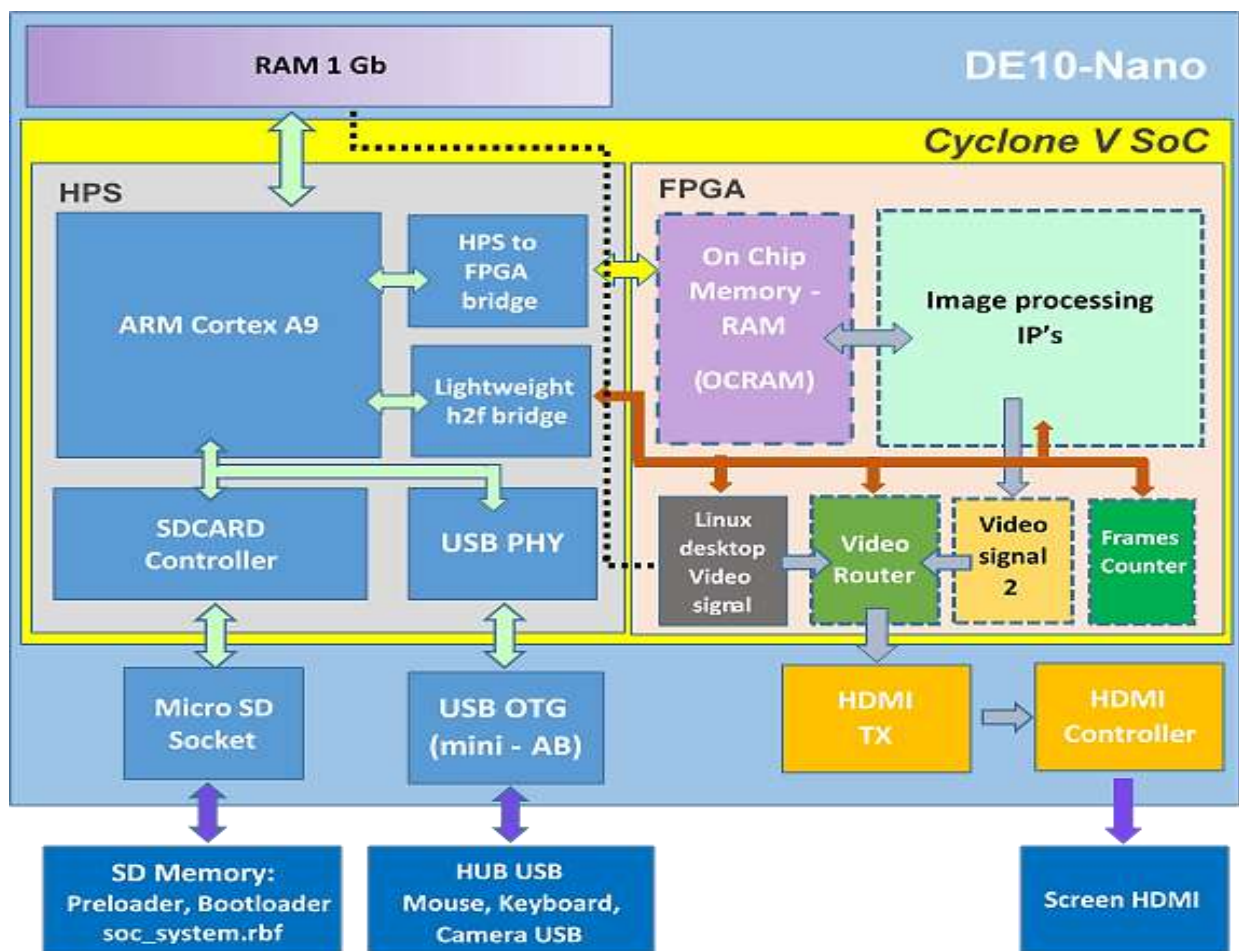 RAM 1 Gb
DE10-Nano
Cyclone V SoC
HPS
FPGA
ARM Cortex A9
HPS to
FPGA
bridge
Lightweight
h2f bridge
On Chip
Memory -
RAM
(OCRAM)
Image processing
IP's
SDCARD
Controller
USB PHY
Linux
desktop
Video
signal
Video
Router
Video
signal
2
Frames
Counter
Micro SD
Socket
USB OTG
(mini - AB)
HDMI
TX
HDMI
Controller
SD Memory:
Preloader, Bootloader
soc_system.rbf
HUB USB
Mouse, Keyboard,
Camera USB
Screen HDMI